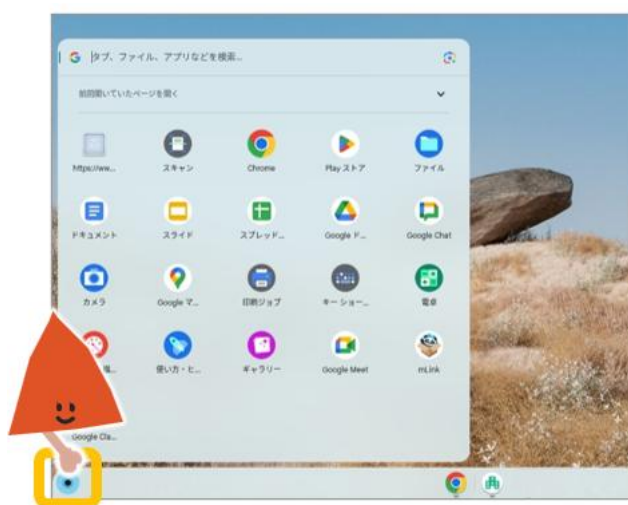 タブ、ファイル、アプリなどを検索...
前回開いていたページを開く
https://ww...
スキャン
Chrome
Play ストア
ファイル
ドキュメント
スライド
スプレッド...
Google ド...
Google Chat
カメラ
Google マ...
印刷ジョブ
キー ショー...
電卓
使い方・ヒ...
ギャラリー
Google Meet
mLink
Google Cla...